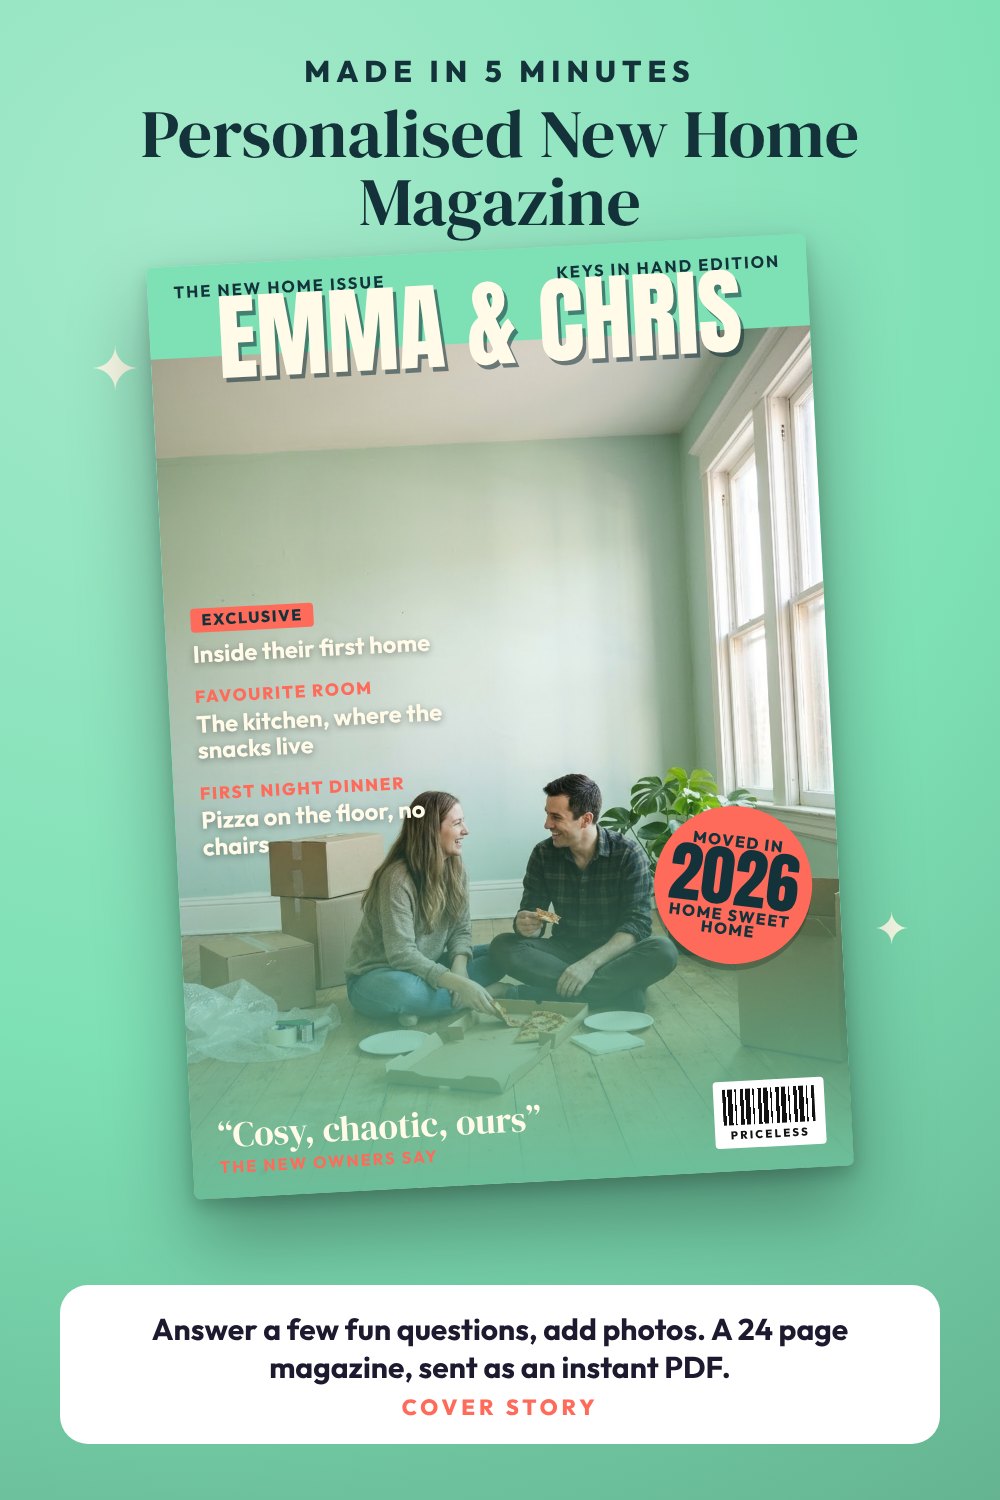 MADE IN 5 MINUTES
Personalised New Home
Magazine
THE NEW HOME ISSUE
KEYS IN HAND EDITION
EMMA & CHRIS
EXCLUSIVE
Inside their first home
FAVOURITE ROOM
The kitchen, where the
snacks live
FIRST NIGHT DINNER
Pizza on the floor, no
chairs
MOVED IN
2026
HOME SWEET
HOME
“Cosy, chaotic, ours”
THE NEW OWNERS SAY
PRICELESS
Answer a few fun questions, add photos. A 24 page
magazine, sent as an instant PDF.
COVER STORY